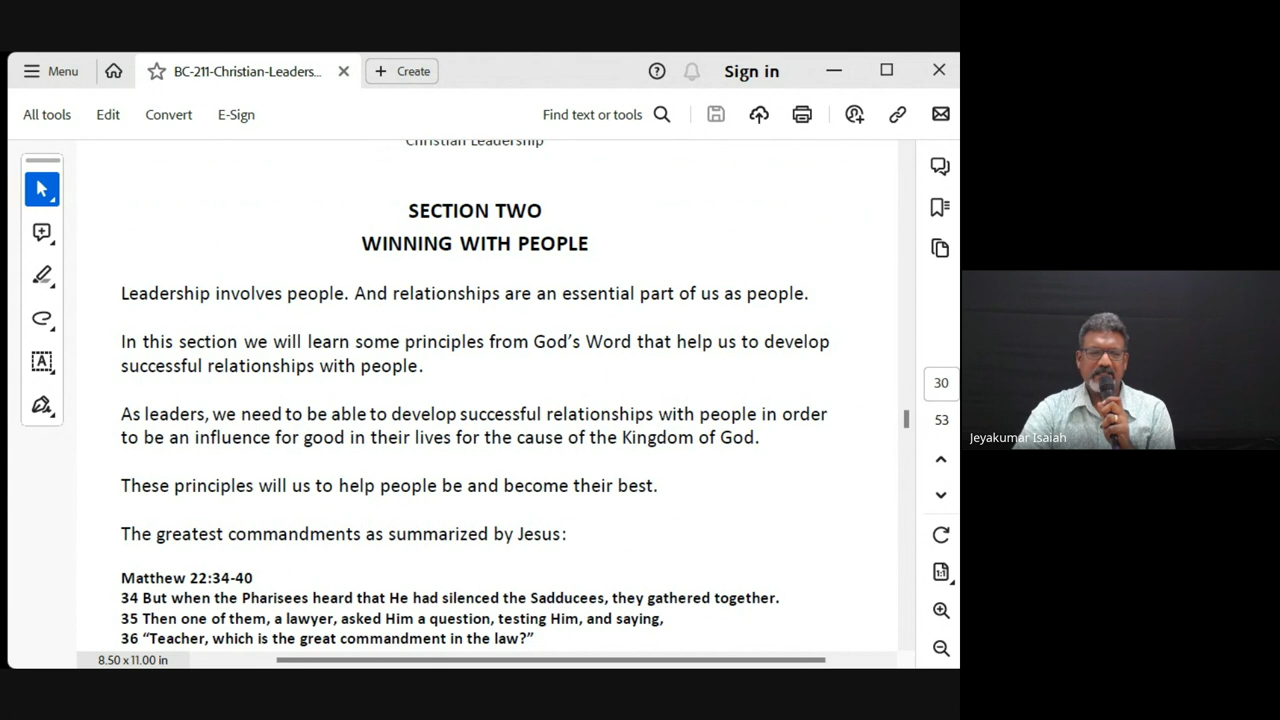 Menu
BC-211-Christian-Leaders...
Create
Sign in
All tools
Edit
Convert
E-Sign
Find text or tools
Christian Leadership
SECTION TWO
WINNING WITH PEOPLE
Leadership involves people. And relationships are an essential part of us as people.
In this section we will learn some principles from God's Word that help us to develop
successful relationships with people.
As leaders, we need to be able to develop successful relationships with people in order
to be an influence for good in their lives for the cause of the Kingdom of God.
These principles will us to help people be and become their best.
The greatest commandments as summarized by Jesus:
Matthew 22:34-40
34 But when the Pharisees heard that He had silenced the Sadducees, they gathered together.
35 Then one of them, a lawyer, asked Him a question, testing Him, and saying,
36 “Teacher, which is the great commandment in the law?”
8.50 x 11.00 in
30
53
1:1
Jeyakumar Isaiah